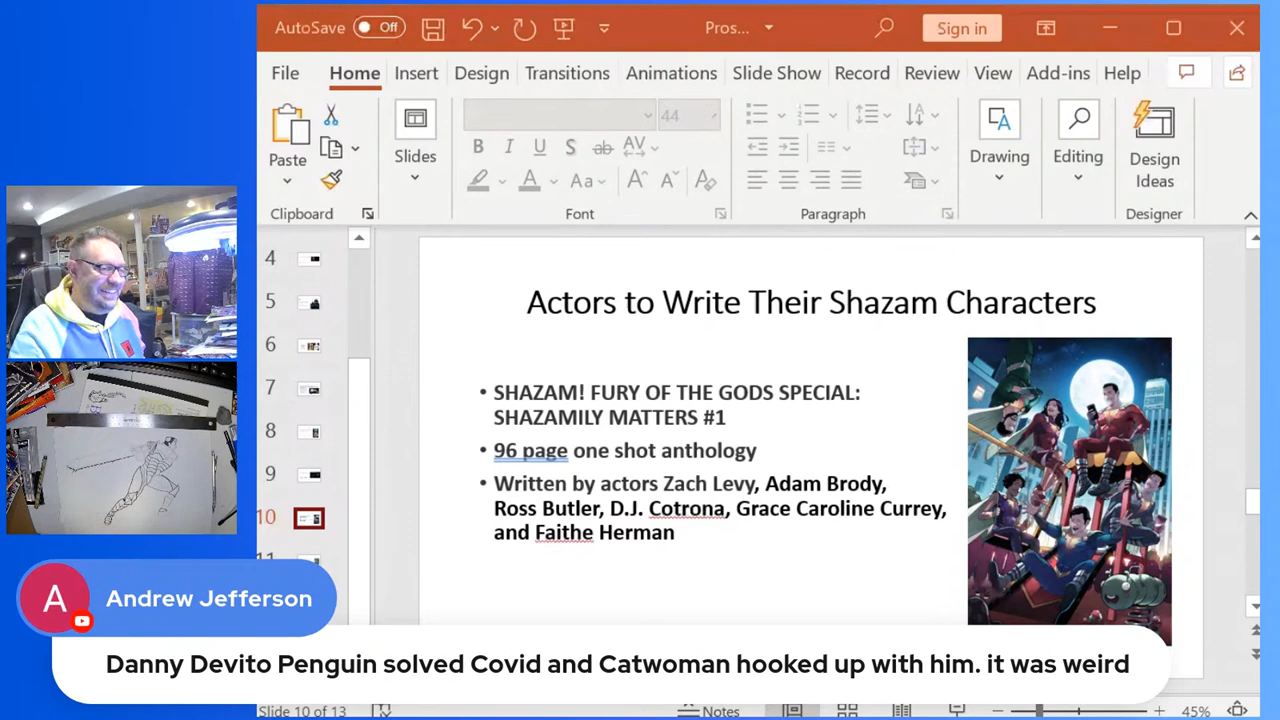 AutoSave Off Pros... Sign in
File Home Insert Design Transitions Animations Slide Show Record Review View Add-ins Help
44
Paste Slides Drawing Editing Design
Ideas
B I U S ab AV
A Aa A A A
Clipboard Font Paragraph Designer
4
5
6
7
8
9
10
11
Actors to Write Their Shazam Characters
• SHAZAM! FURY OF THE GODS SPECIAL:
SHAZAMILY MATTERS #1
• 96 page one shot anthology
• Written by actors Zach Levy, Adam Brody,
Ross Butler, D.J. Cotrona, Grace Caroline Currey,
and Faithe Herman
A Andrew Jefferson
Danny Devito Penguin solved Covid and Catwoman hooked up with him. it was weird
Slide 10 of 13 Notes 45%